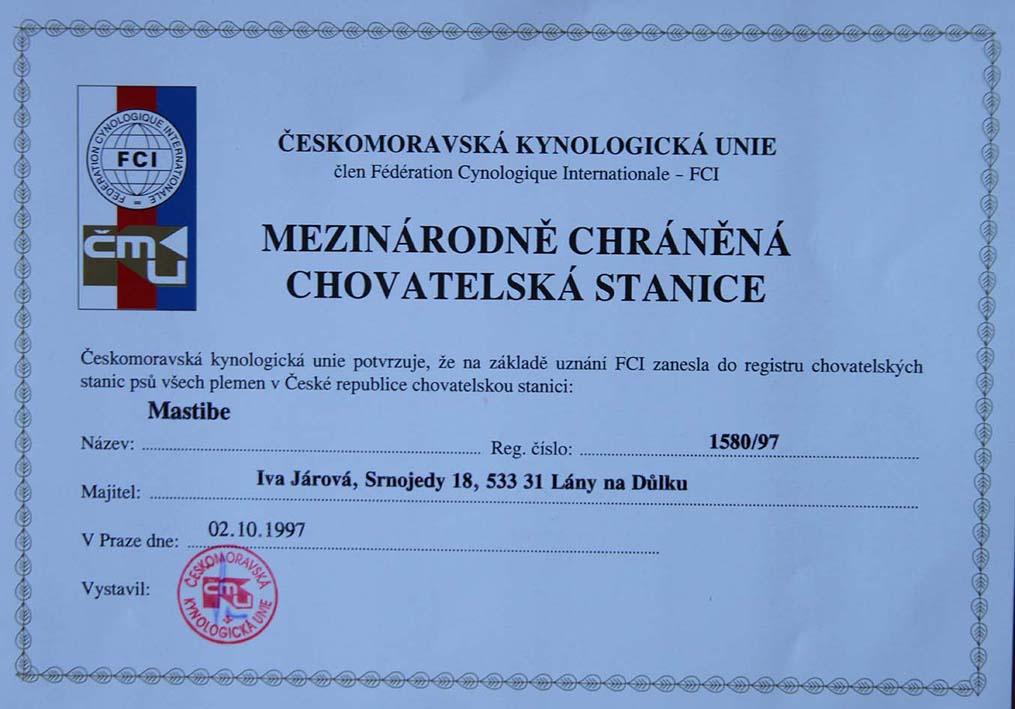 FEDERATION CYNOLOGIQUE INTERNATIONALE
FCI
čmu
ČESKOMORAVSKÁ KYNOLOGICKÁ UNIE
člen Fédération Cynologique Internationale – FCI
MEZINÁRODNĚ CHRÁNĚNÁ
CHOVATELSKÁ STANICE
Českomoravská kynologická unie potvrzuje, že na základě uznání FCI zanesla do registru chovatelských
stanic psů všech plemen v České republice chovatelskou stanici:
Mastibe
Název: Reg. číslo: 1580/97
Majitel: Iva Járová, Srnojedy 18, 533 31 Lány na Důlku
V Praze dne: 02.10.1997
Vystavil:
ČESKOMORAVSKÁ
čmu
KYNOLOGICKÁ UNIE